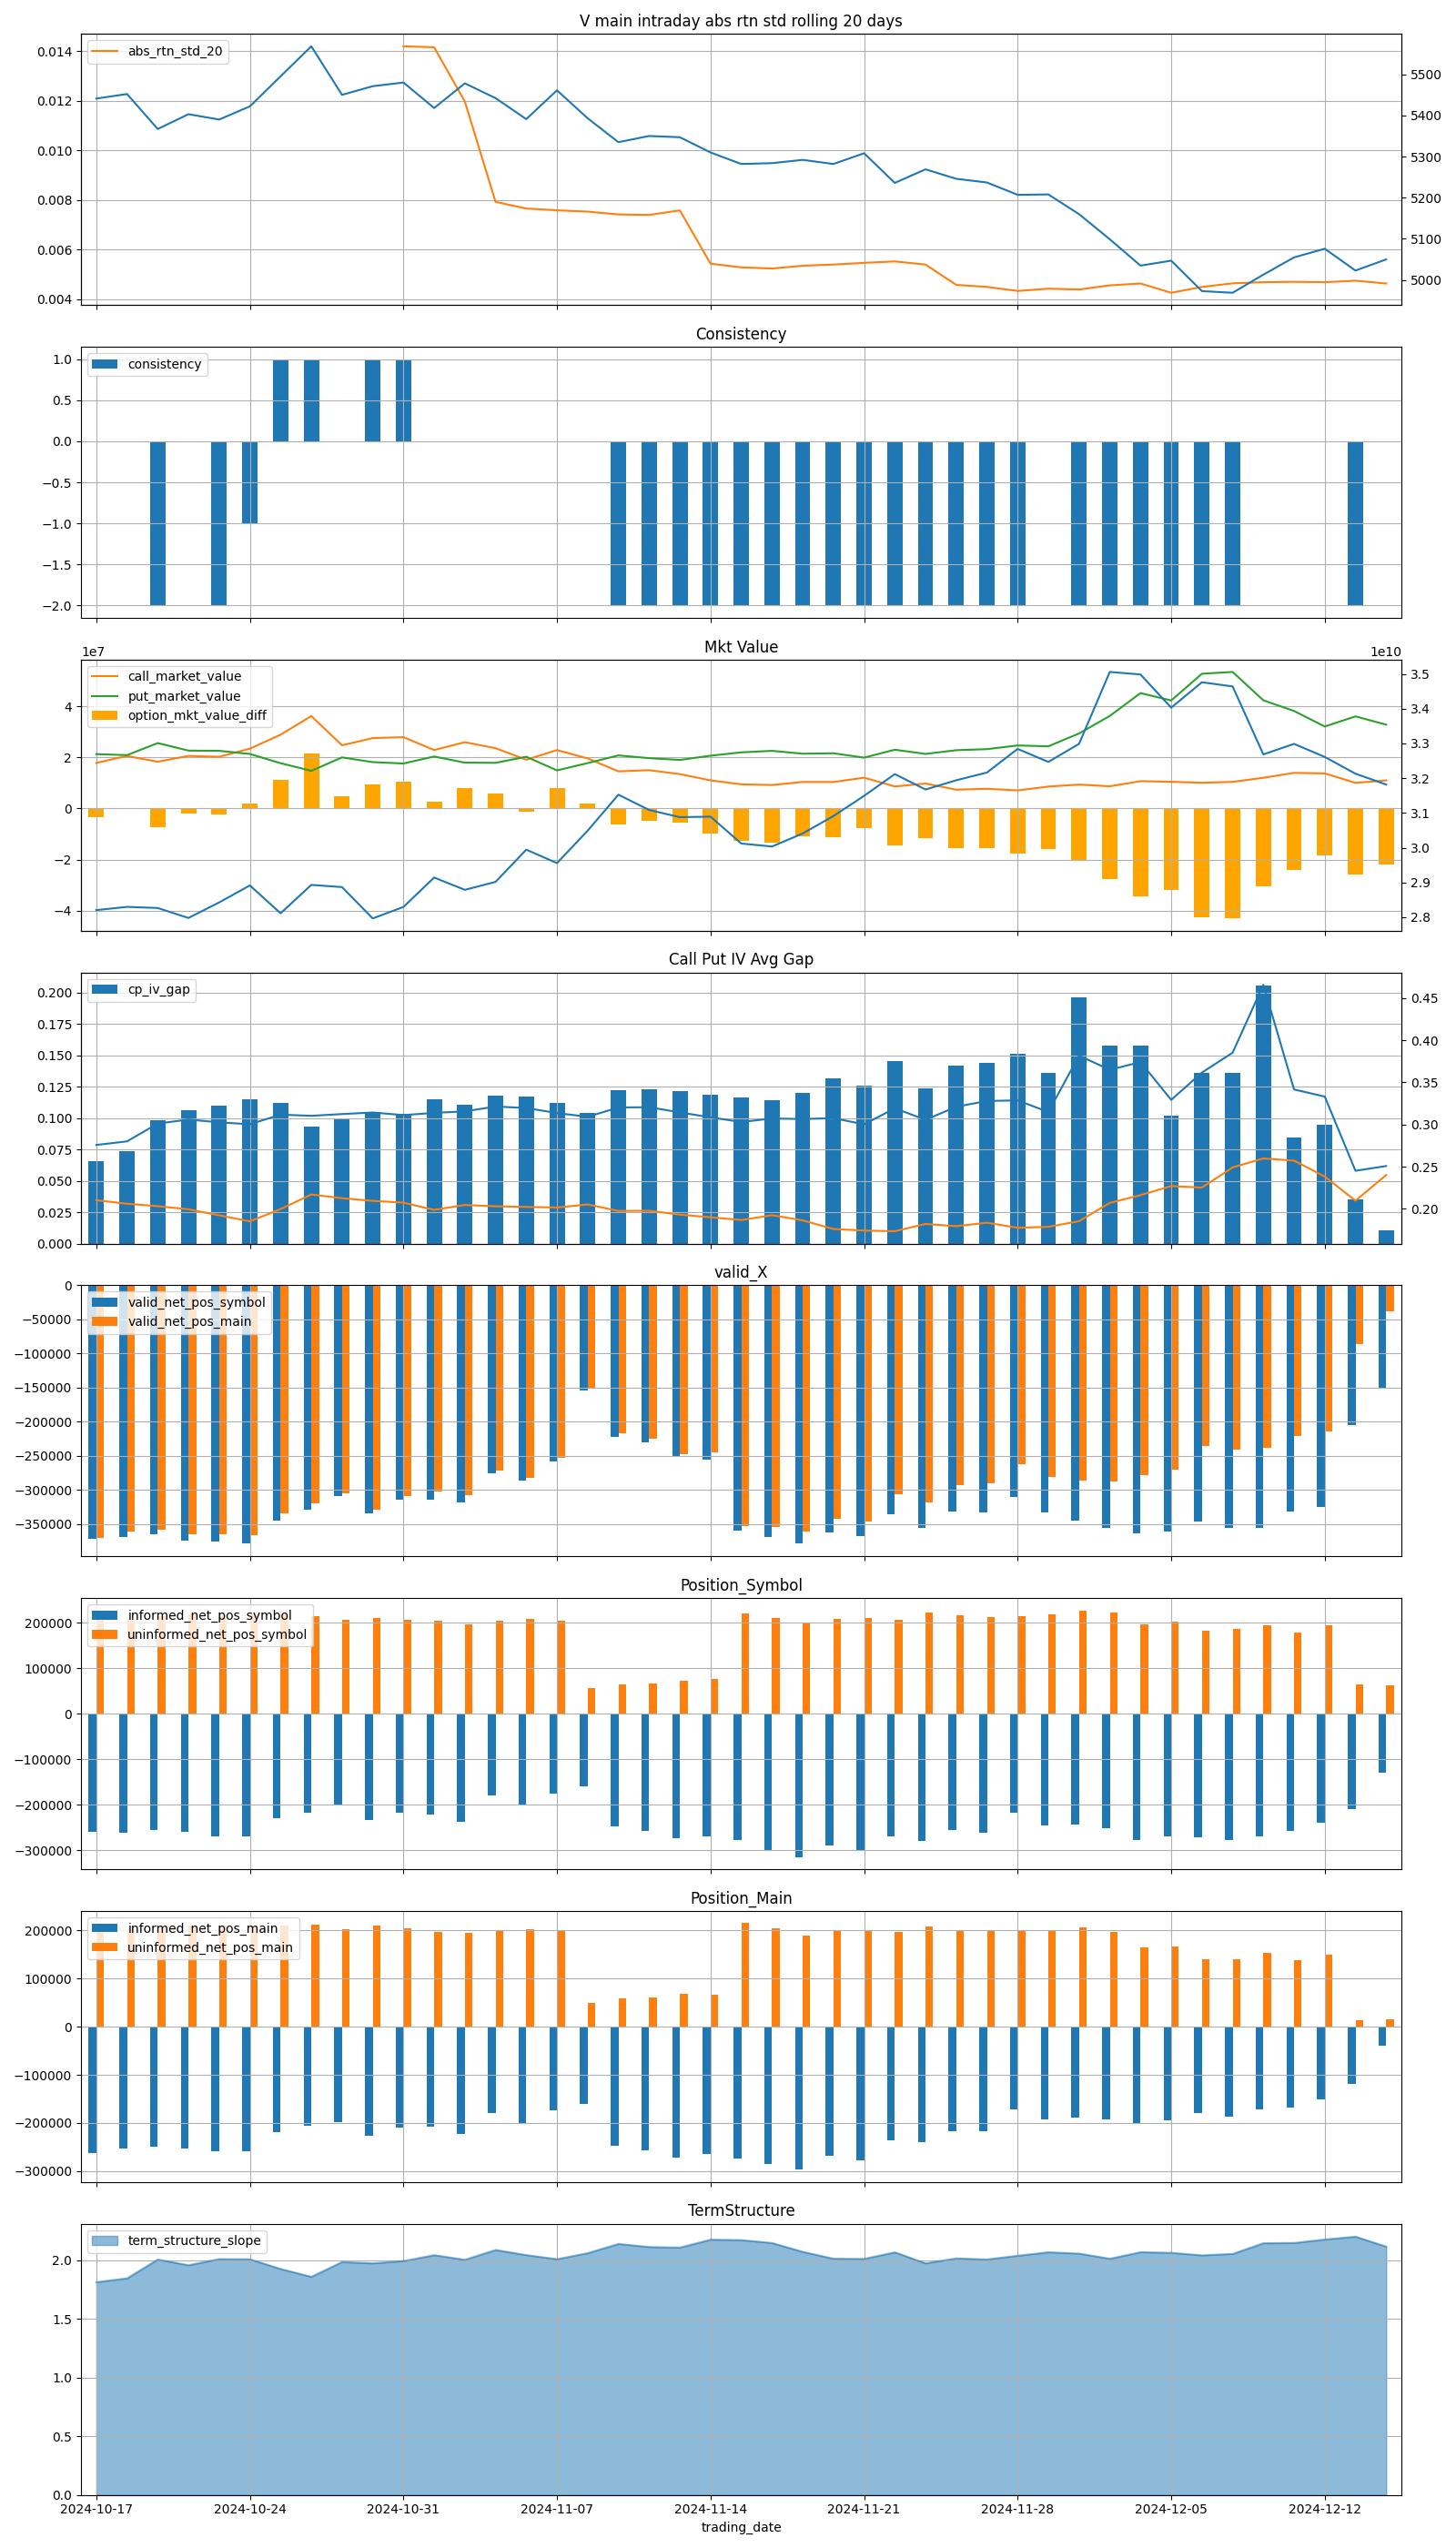 V main intraday abs rtn std rolling 20 days
abs_rtn_std_20
0.014
0.012
0.010
0.008
0.006
0.004
5500
5400
5300
5200
5100
5000
Consistency
consistency
1.0
0.5
0.0
−0.5
−1.0
−1.5
−2.0
Mkt Value
1e7
1e10
call_market_value
put_market_value
option_mkt_value_diff
4
2
0
−2
−4
3.5
3.4
3.3
3.2
3.1
3.0
2.9
2.8
Call Put IV Avg Gap
cp_iv_gap
0.200
0.175
0.150
0.125
0.100
0.075
0.050
0.025
0.000
0.45
0.40
0.35
0.30
0.25
0.20
valid_X
valid_net_pos_symbol
valid_net_pos_main
0
−50000
−100000
−150000
−200000
−250000
−300000
−350000
Position_Symbol
informed_net_pos_symbol
uninformed_net_pos_symbol
200000
100000
0
−100000
−200000
−300000
Position_Main
informed_net_pos_main
uninformed_net_pos_main
200000
100000
0
−100000
−200000
−300000
TermStructure
term_structure_slope
2.0
1.5
1.0
0.5
0.0
2024-10-17 2024-10-24 2024-10-31 2024-11-07 2024-11-14 2024-11-21 2024-11-28 2024-12-05 2024-12-12
trading_date